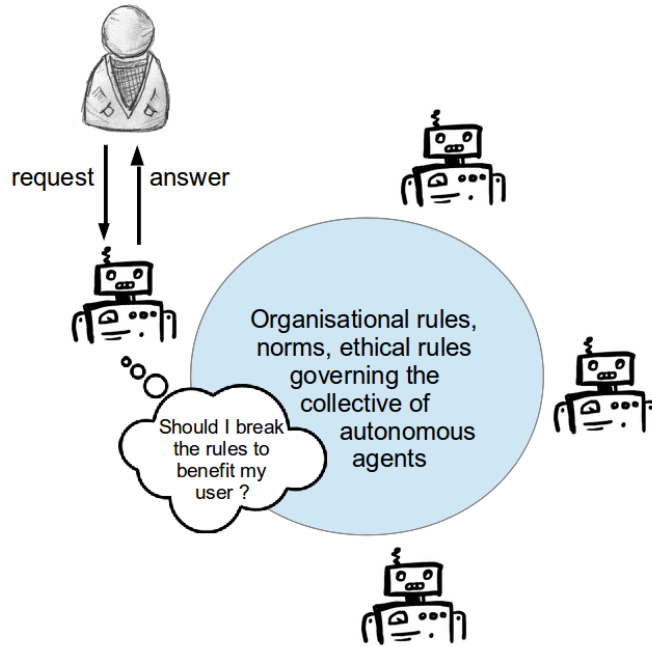 request
answer
Organisational rules,
norms, ethical rules
governing the
collective of
autonomous
agents
Should I break
the rules to
benefit my
user ?